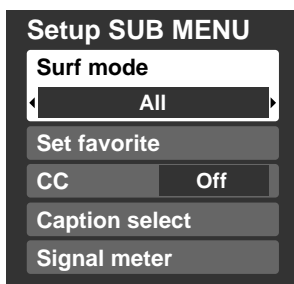 Setup SUB MENU
Surf mode
All
Set favorite
CC Off
Caption select
Signal meter